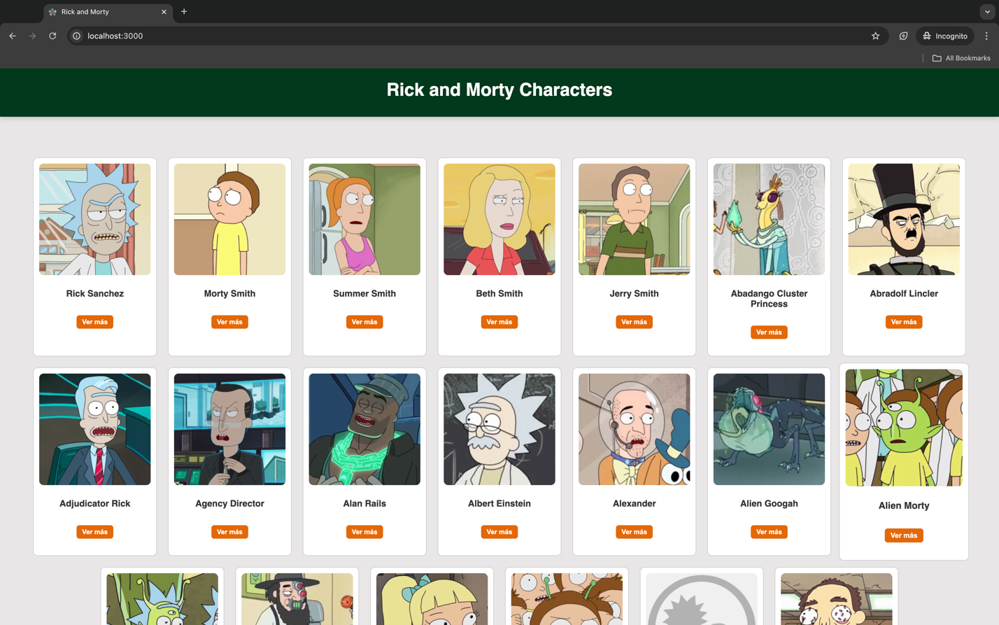 Rick and Morty
localhost:3000
Incognito
All Bookmarks
Rick and Morty Characters
Rick Sanchez
Morty Smith
Summer Smith
Beth Smith
Jerry Smith
Abadango Cluster
Princess
Abradolf Lincler
Ver más
Ver más
Ver más
Ver más
Ver más
Ver más
Ver más
Adjudicator Rick
Agency Director
Alan Rails
Albert Einstein
Alexander
Alien Googah
Alien Morty
Ver más
Ver más
Ver más
Ver más
Ver más
Ver más
Ver más